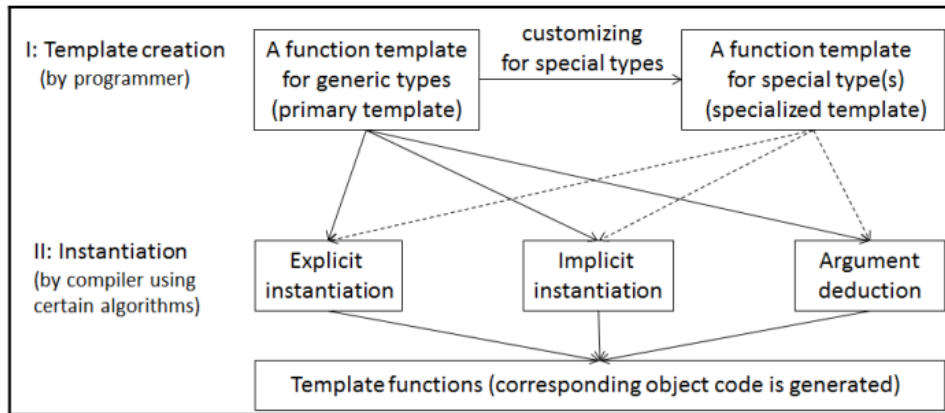 I: Template creation
(by programmer)
A function template
for generic types
(primary template)
customizing
for special types
A function template
for special type(s)
(specialized template)
II: Instantiation
(by compiler using
certain algorithms)
Explicit
instantiation
Implicit
instantiation
Argument
deduction
Template functions (corresponding object code is generated)